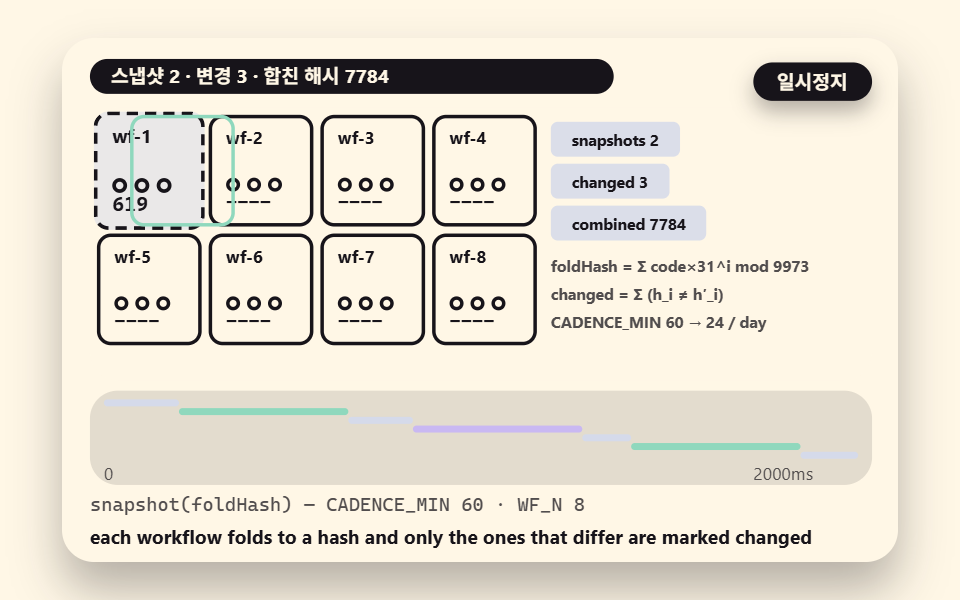 스냅샷 2 · 변경 3 · 합친 해시 7784
일시정지
wf-1
619
wf-2
----
wf-3
----
wf-4
----
wf-5
----
wf-6
----
wf-7
----
wf-8
----
snapshots 2
changed 3
combined 7784
foldHash = Σ code×31^i mod 9973
changed = Σ (h_i ≠ h′_i)
CADENCE_MIN 60 → 24 / day
0
2000ms
snapshot(foldHash) — CADENCE_MIN 60 · WF_N 8
each workflow folds to a hash and only the ones that differ are marked changed